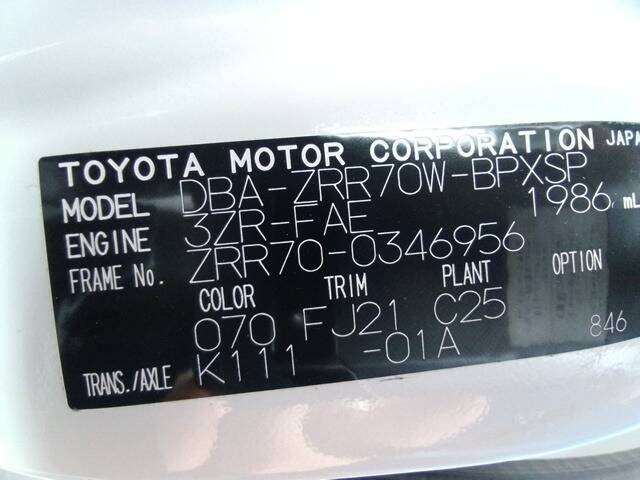 TOYOTA MOTOR CORPORATION JAPA
MODEL DBA-ZRR70W-BPXSP
ENGINE 3ZR-FAE 1986 mL
FRAME No. ZRR70-0346956
COLOR TRIM PLANT OPTION
070 FJ21 C25 846
TRANS./AXLE K111 -01A